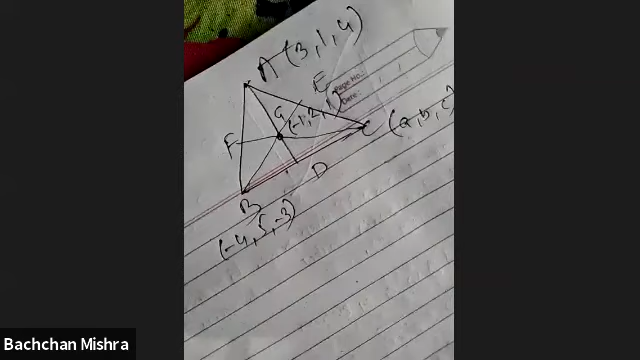 A (3, 1, 4)
E
Page No.:
Date:
G
(-1, 2, 1)
F
C (a, b, c)
D
B
(-4, 5, -3)
Bachchan Mishra